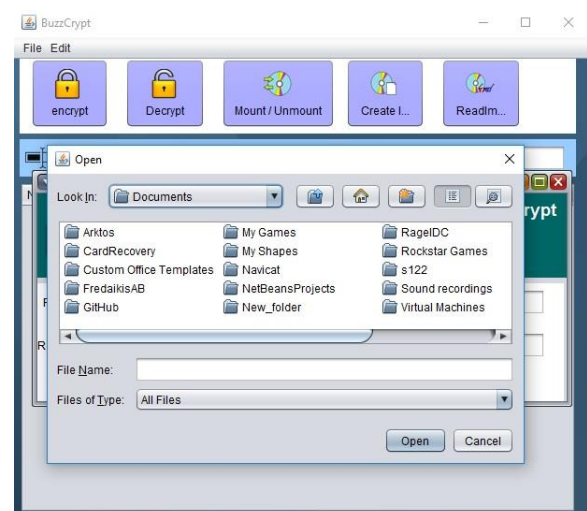 BuzzCrypt
File Edit
encrypt Decrypt Mount / Unmount Create I... ReadIm...
Open
Look In: Documents
rypt
Arktos My Games RagelDC
CardRecovery My Shapes Rockstar Games
Custom Office Templates Navicat s122
FredaikisAB NetBeansProjects Sound recordings
GitHub New_folder Virtual Machines
R
File Name:
Files of Type: All Files
Open Cancel